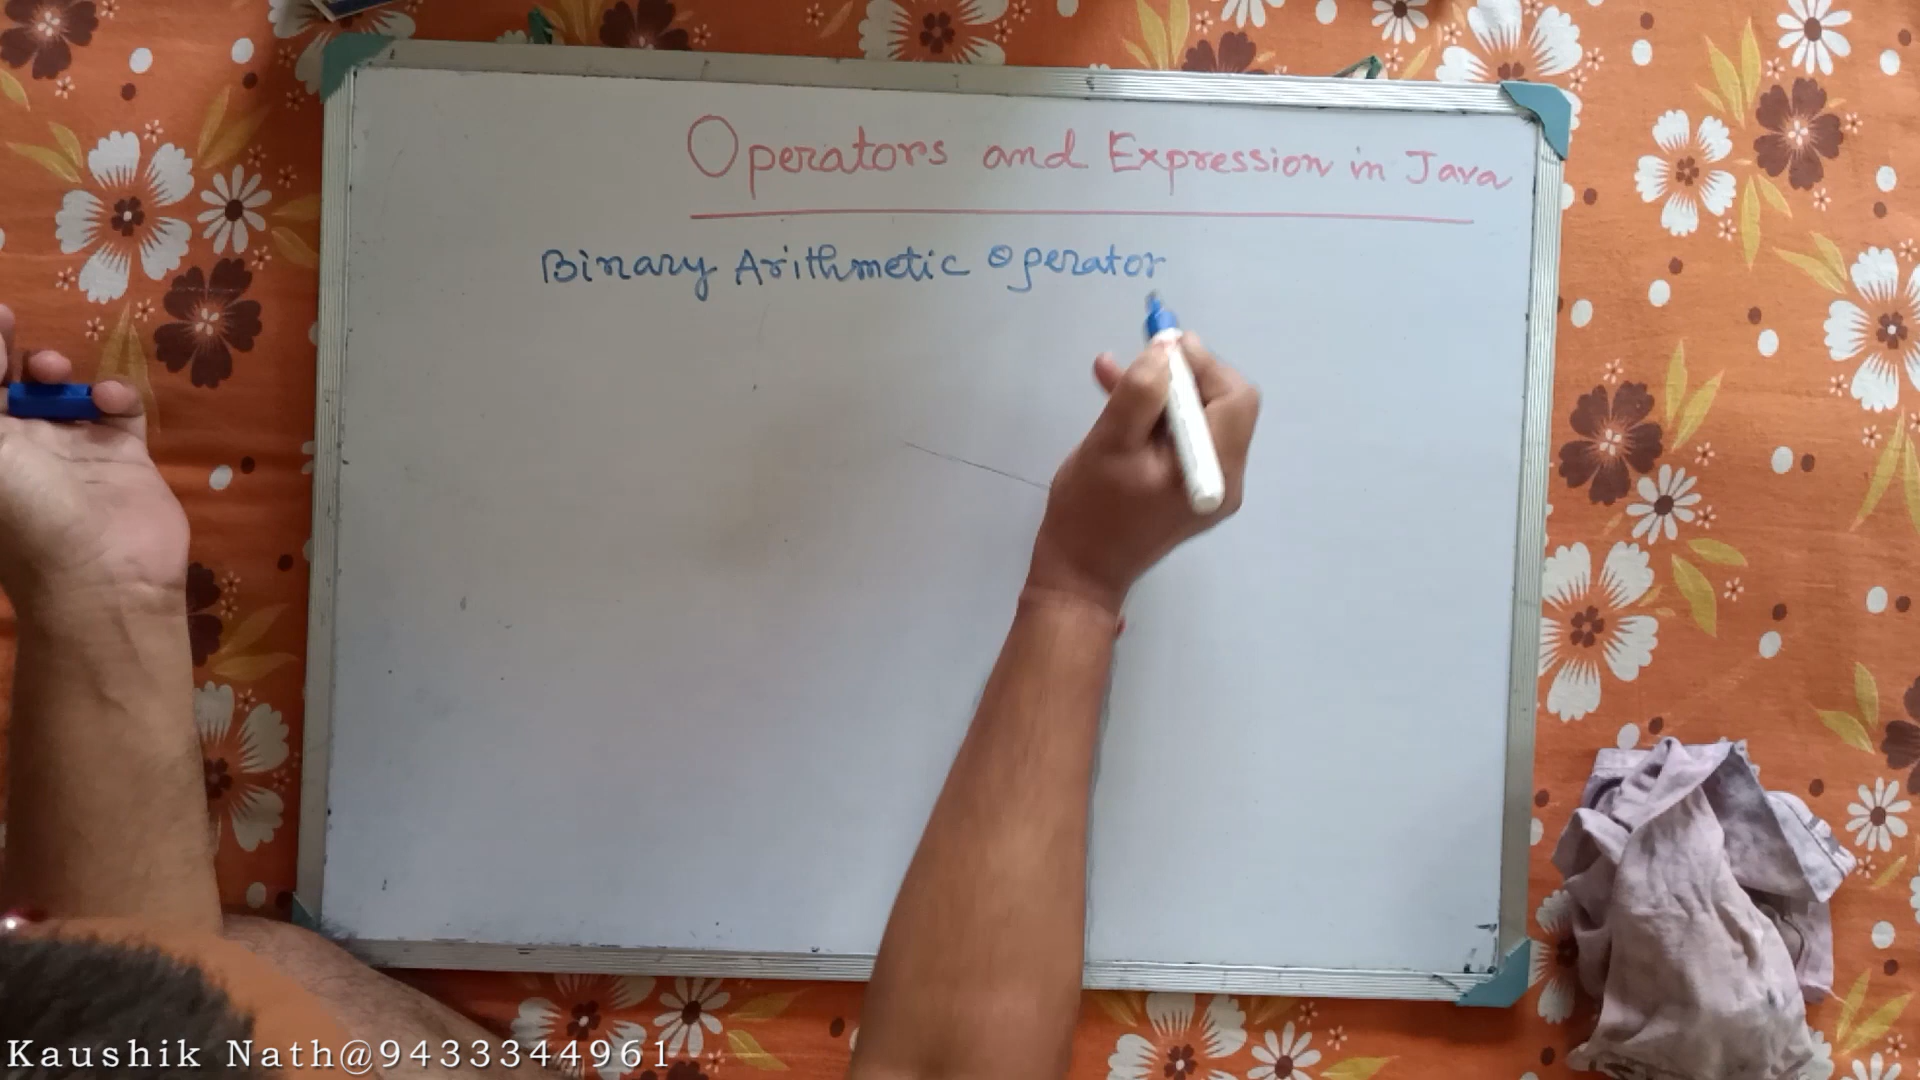 Operators and Expression in Java
Binary Arithmetic Operator
Kaushik Nath@9433344961